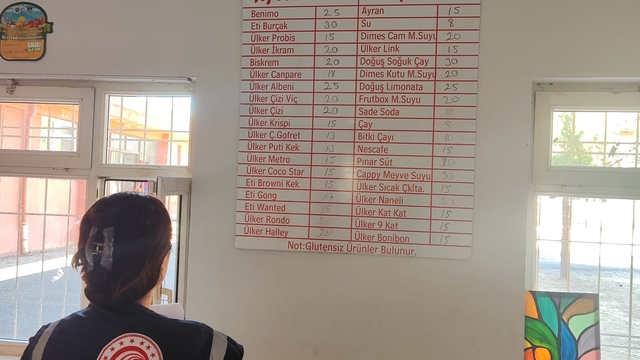 Benimo 25 Ayran 15
Eti Burçak 30 Su 8
Ülker Probis 15 Dimes Cam M.Suyu 20
Ülker İkram 20 Ülker Link 15
Biskrem 20 Doğuş Soğuk Çay 30
Ülker Canpare 18 Dimes Kutu M.Suyu 20
Ülker Albeni 25 Doğuş Limonata 25
Ülker Çizi Viç 20 Frutbox M.Suyu 20
Ülker Çizi 20 Sade Soda 10
Ülker Krispi 15 Çay
Ülker Ç.Gofret 13 Bitki Çayı
Ülker Puti Kek 13 Nescafe 15
Ülker Metro 15 Pınar Süt
Ülker Coco Star 15 Cappy Meyve Suyu
Eti Browni Kek 15 Ülker Sıcak Çklta. 15
Eti Gong 17 Ülker Naneli
Eti Wanted 15 Ülker Kat Kat 15
Ülker Rondo Ülker 9 Kat 15
Ülker Halley 20 Ülker Bonibon 15
Not:Glutensiz Ürünler Bulunur.